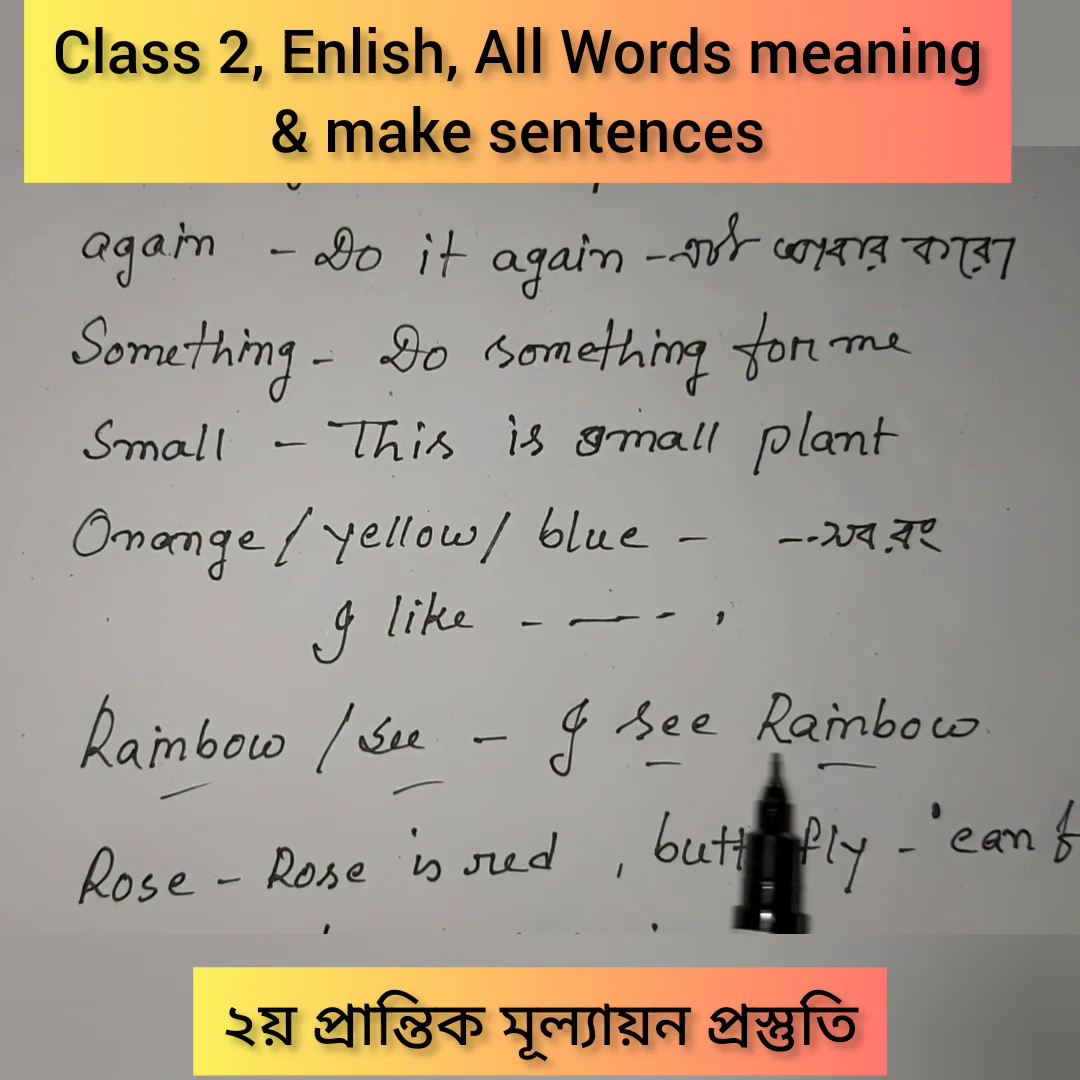 Class 2, Enlish, All Words meaning
& make sentences
again - Do it again - এটা আবার করো
Something - Do something for me
Small - This is small plant
Orange / yellow / blue - --- সব রং
I like - — - .
Rainbow / see - I see Rainbow.
Rose - Rose is red , butterfly - can
২য় প্রান্তিক মূল্যায়ন প্রস্তুতি